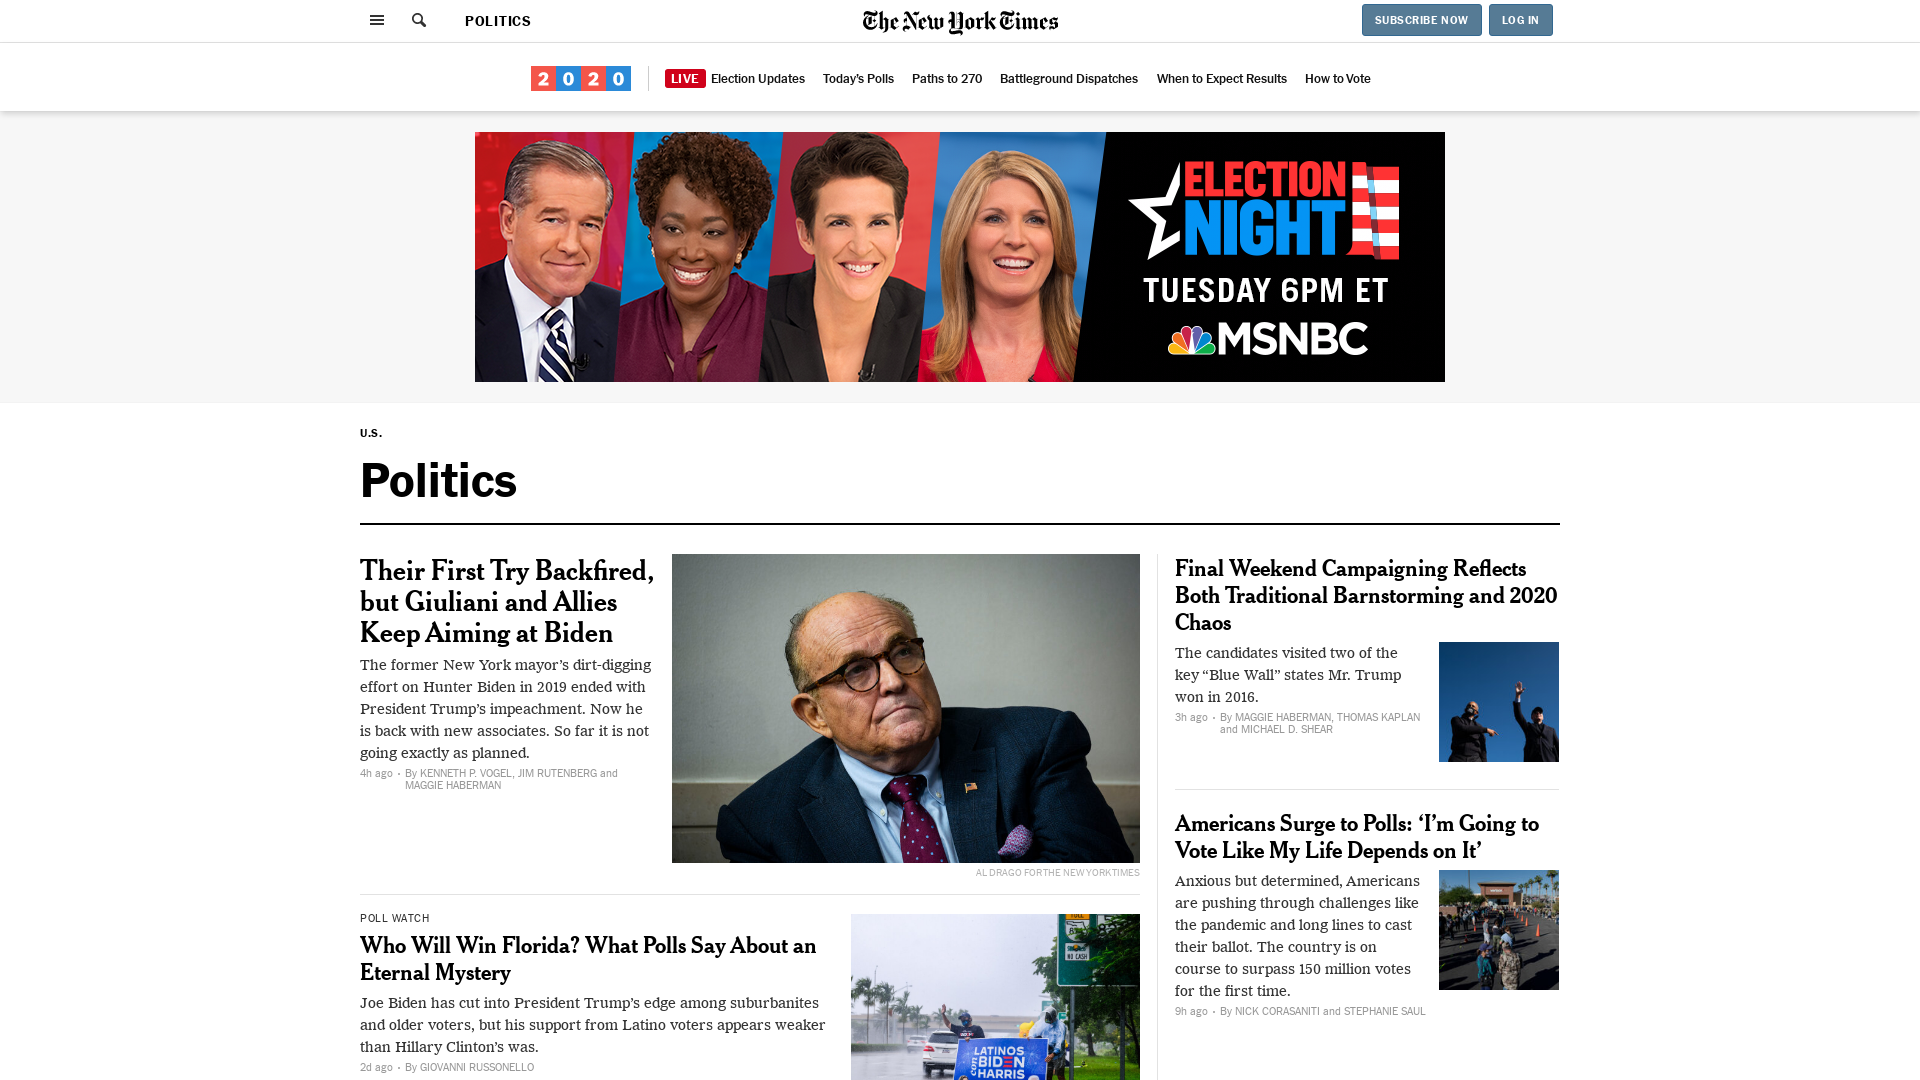 POLITICS
The New York Times
SUBSCRIBE NOW
LOG IN
2020
LIVE Election Updates
Today's Polls
Paths to 270
Battleground Dispatches
When to Expect Results
How to Vote
ELECTION
NIGHT
TUESDAY 6PM ET
MSNBC
U.S.
Politics
Their First Try Backfired,
but Giuliani and Allies
Keep Aiming at Biden
The former New York mayor's dirt-digging
effort on Hunter Biden in 2019 ended with
President Trump's impeachment. Now he
is back with new associates. So far it is not
going exactly as planned.
4h ago • By KENNETH P. VOGEL, JIM RUTENBERG and
MAGGIE HABERMAN
AL DRAGO FOR THE NEW YORK TIMES
POLL WATCH
Who Will Win Florida? What Polls Say About an
Eternal Mystery
Joe Biden has cut into President Trump's edge among suburbanites
and older voters, but his support from Latino voters appears weaker
than Hillary Clinton's was.
2d ago • By GIOVANNI RUSSONELLO
NO CASH
LATINOS
con
BIDEN
HARRIS
Final Weekend Campaigning Reflects
Both Traditional Barnstorming and 2020
Chaos
The candidates visited two of the
key “Blue Wall” states Mr. Trump
won in 2016.
3h ago • By MAGGIE HABERMAN, THOMAS KAPLAN
and MICHAEL D. SHEAR
Americans Surge to Polls: ‘I’m Going to
Vote Like My Life Depends on It’
Anxious but determined, Americans
are pushing through challenges like
the pandemic and long lines to cast
their ballot. The country is on
course to surpass 150 million votes
for the first time.
9h ago • By NICK CORASANITI and STEPHANIE SAUL